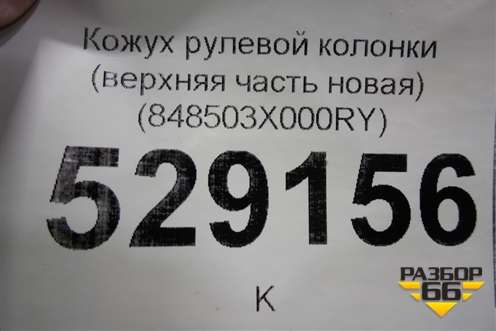 Кожух рулевой колонки
(верхняя часть новая)
(848503X000RY)
529156
К
РАЗБОР
66